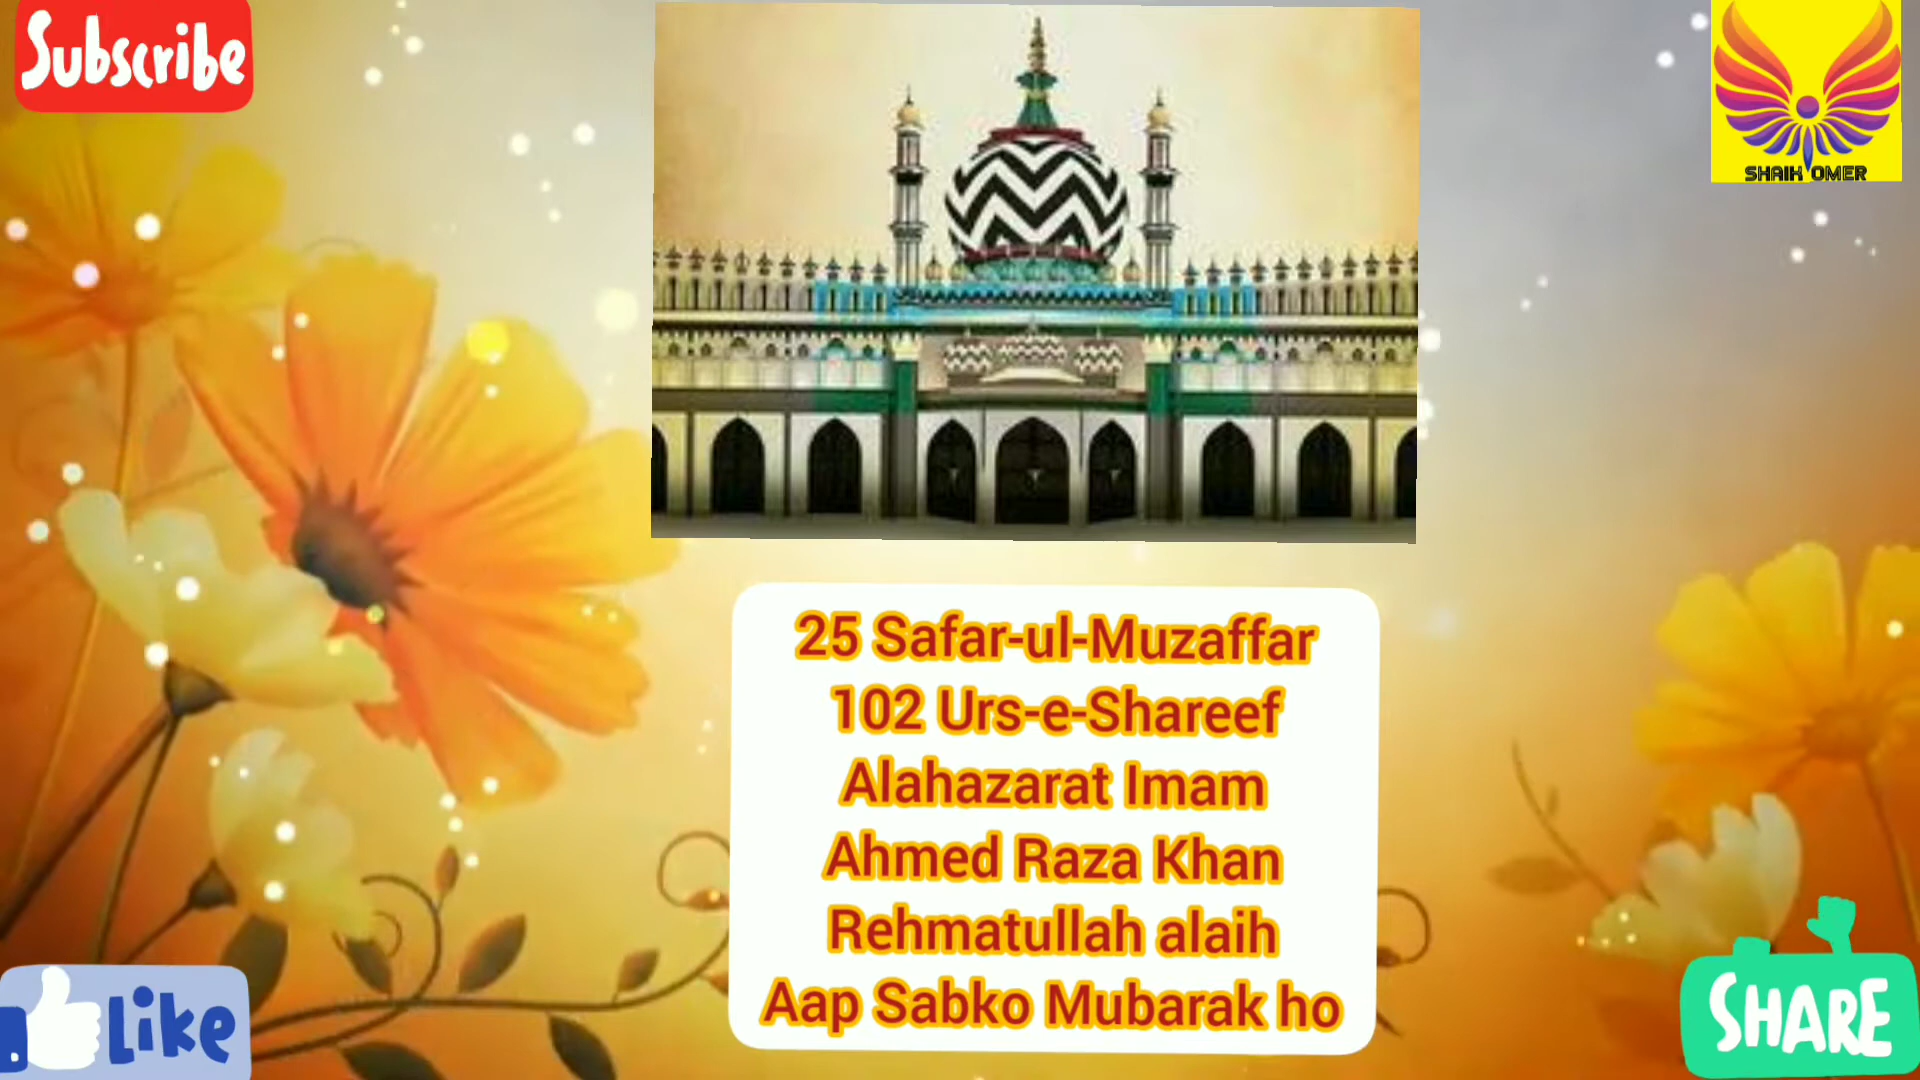 Subscribe
SHAIK OMER
25 Safar-ul-Muzaffar
102 Urs-e-Shareef
Alahazarat Imam
Ahmed Raza Khan
Rehmatullah alaih
Aap Sabko Mubarak ho
Like
SHARE